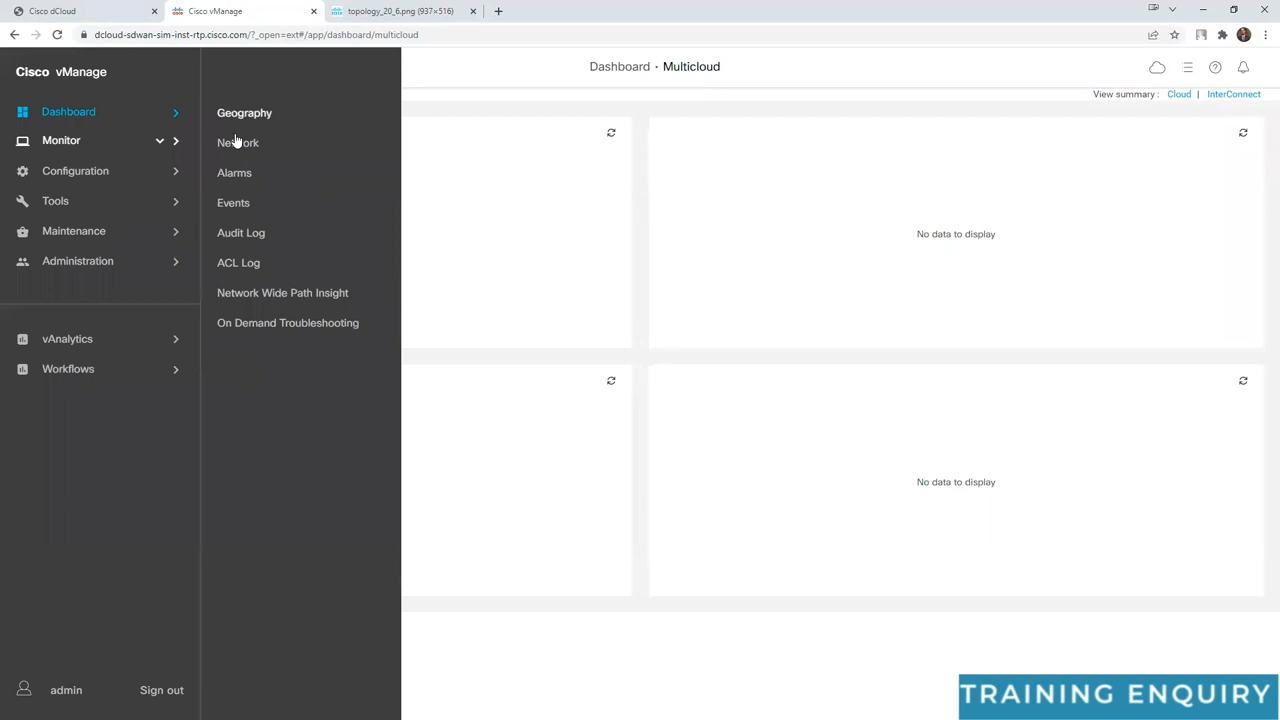 Cisco dCloud
Cisco vManage
topology_20_6.png (937×516)
dcloud-sdwan-sim-inst-rtp.cisco.com/?_open=ext#/app/dashboard/multicloud
Cisco vManage
Dashboard · Multicloud
View summary : Cloud | InterConnect
Dashboard
Monitor
Configuration
Tools
Maintenance
Administration
vAnalytics
Workflows
Geography
Network
Alarms
Events
Audit Log
ACL Log
Network Wide Path Insight
On Demand Troubleshooting
No data to display
No data to display
admin
Sign out
TRAINING ENQUIRY